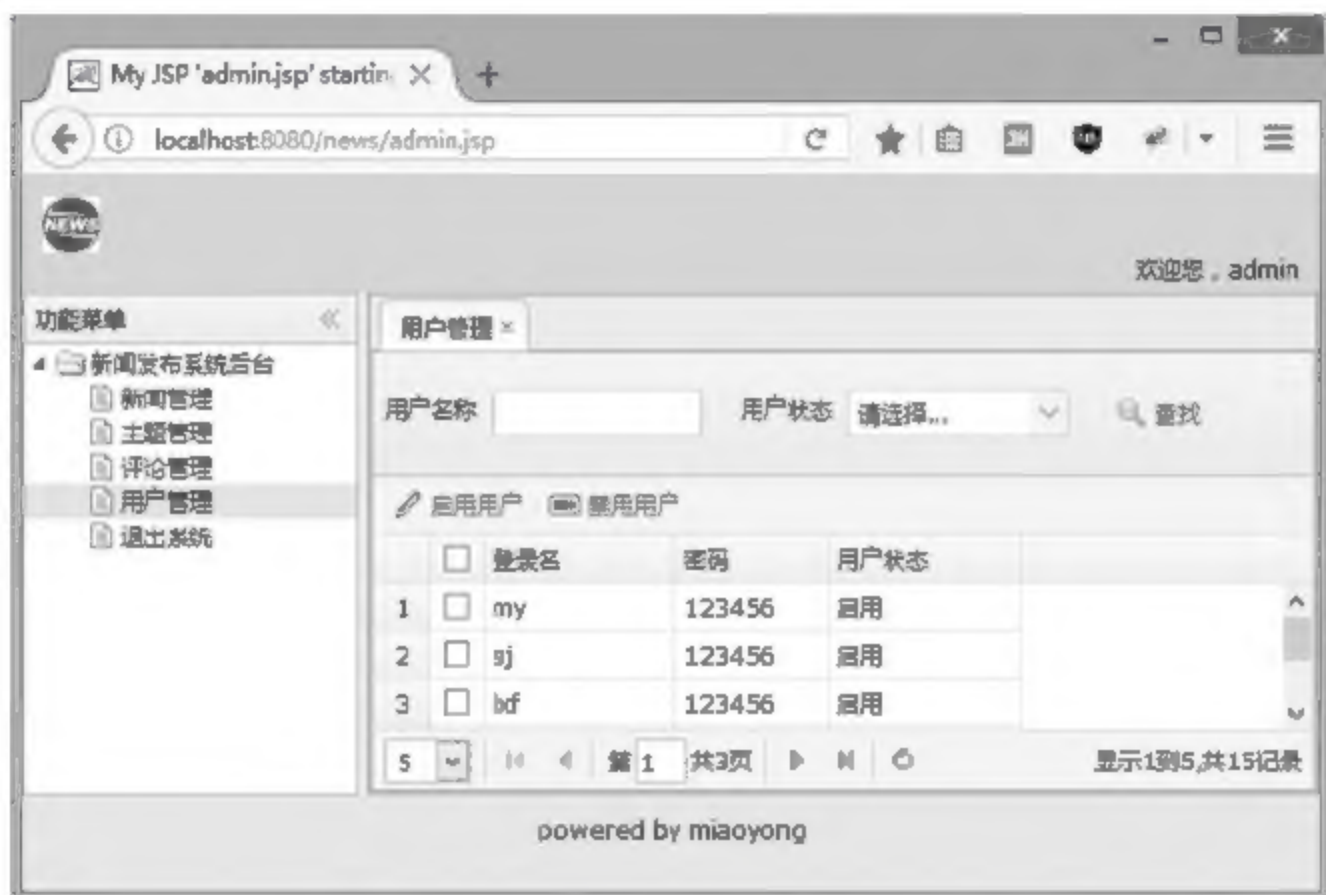 My JSP 'admin.jsp' startin
localhost:8080/news/admin.jsp
NEWS
欢迎您，admin
功能菜单
用户管理
新闻发布系统后台
新闻管理
主题管理
评论管理
用户管理
退出系统
用户名称
用户状态 请选择...
查找
启用用户 禁用用户
登录名 密码 用户状态
1 my 123456 启用
2 sj 123456 启用
3 lxf 123456 启用
5 第 1 共3页 显示1到5,共15记录
powered by miaoyong